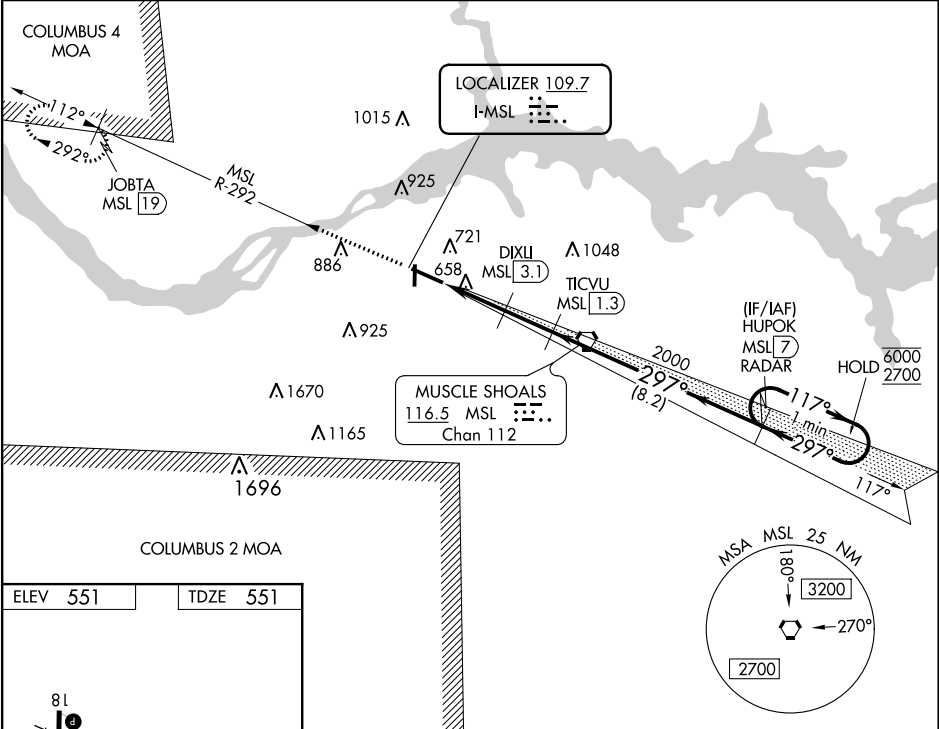 COLUMBUS 4
MOA
LOCALIZER 109.7
I-MSL
1015
112°
292°
JOBTA
MSL 19
MSL
R-292
925
721
658
886
DIXLI
MSL 3.1
1048
TICVU
MSL 1.3
(IF/IAF)
HUPOK
MSL 7
RADAR
HOLD
6000
2700
925
2000
297°
(8.2)
117°
1 min
297°
117°
MUSCLE SHOALS
116.5 MSL
Chan 112
1670
1165
1696
COLUMBUS 2 MOA
MSA MSL 25 NM
180°
3200
270°
2700
ELEV 551
TDZE 551
18
P